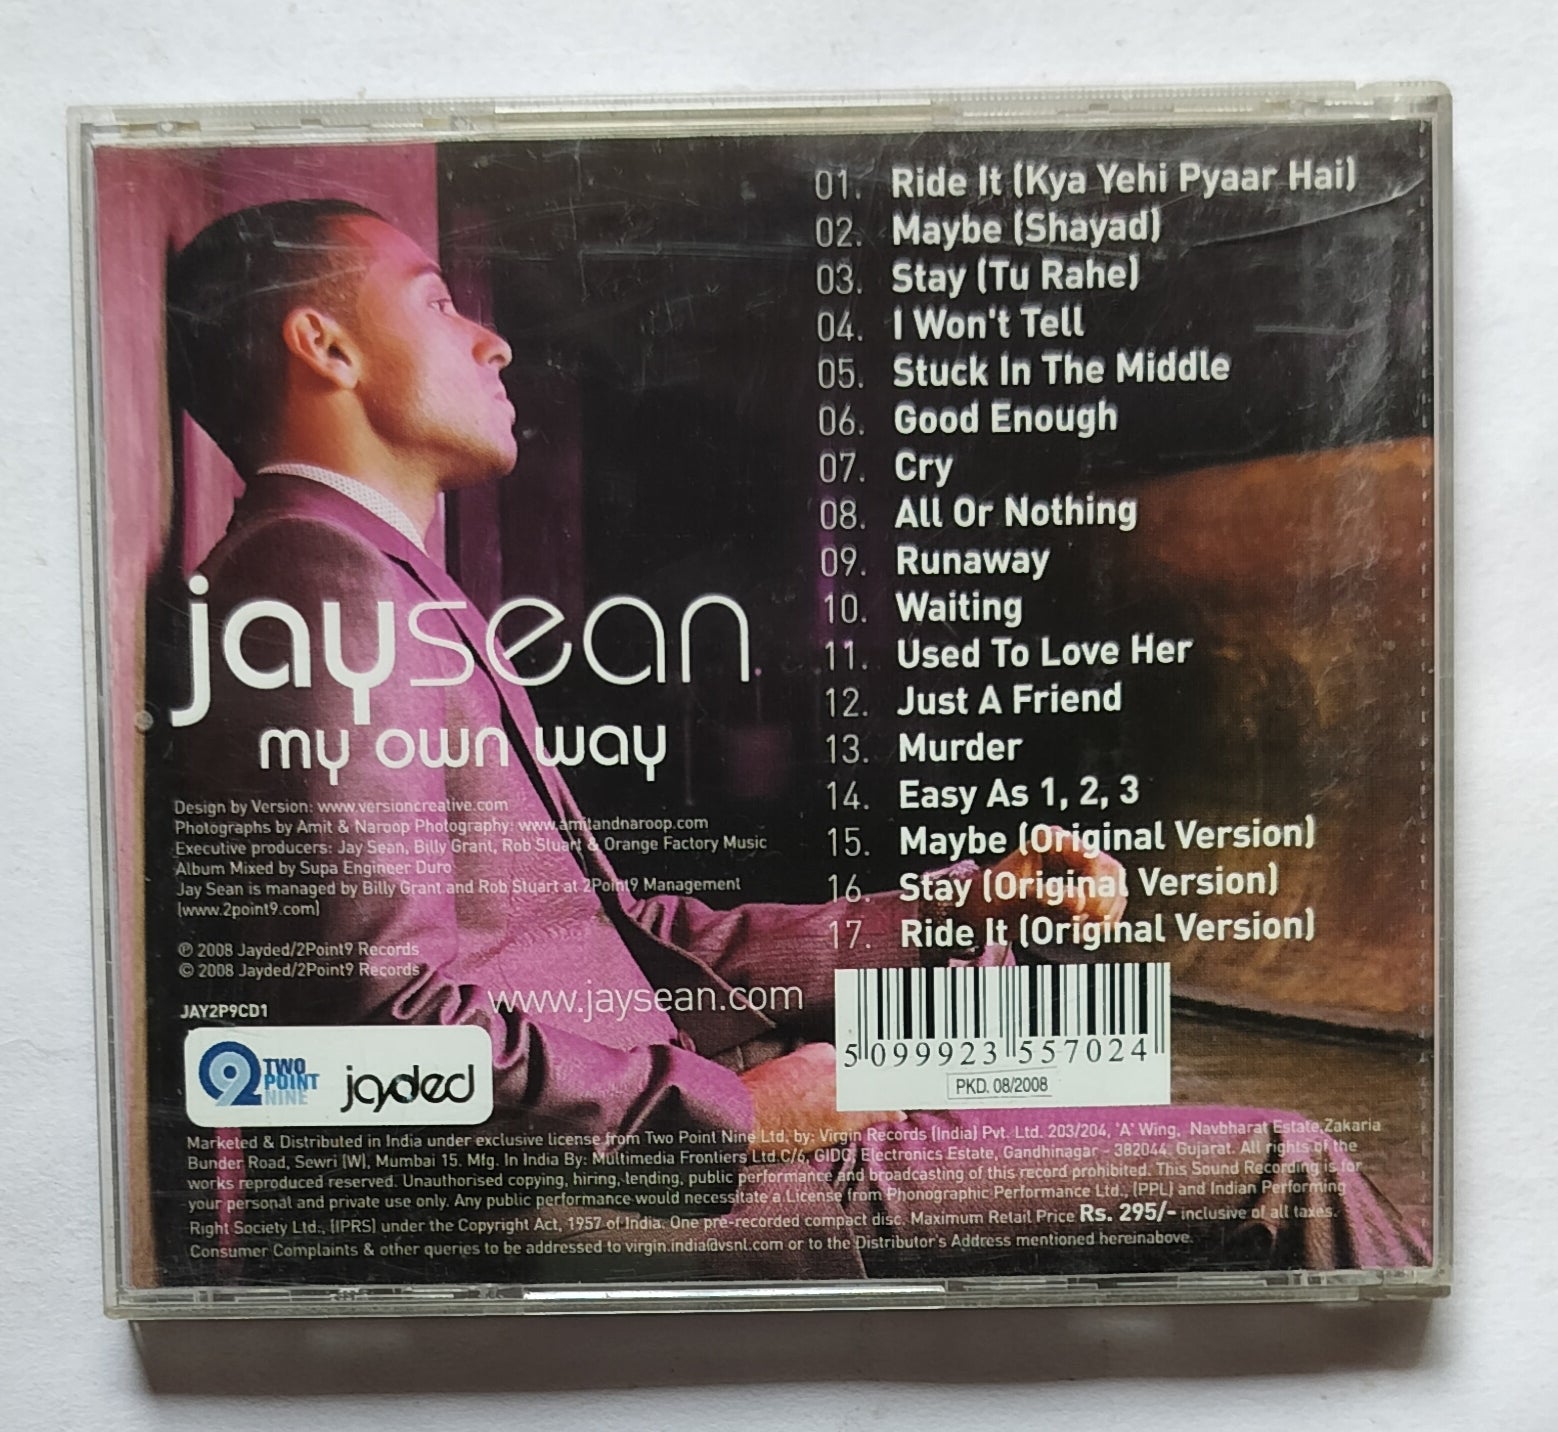 01. Ride It (Kya Yehi Pyaar Hai)
02. Maybe (Shayad)
03. Stay (Tu Rahe)
04. I Won't Tell
05. Stuck In The Middle
06. Good Enough
07. Cry
08. All Or Nothing
09. Runaway
10. Waiting
11. Used To Love Her
12. Just A Friend
13. Murder
14. Easy As 1, 2, 3
15. Maybe (Original Version)
16. Stay (Original Version)
17. Ride It (Original Version)
jaysean
my own way
Design by Version: www.versioncreative.com
Photographs by Amit & Naroop Photography: www.amitandnaroop.com
Executive producers: Jay Sean, Billy Grant, Rob Stuart & Orange Factory Music
Album Mixed by Supa Engineer Duro
Jay Sean is managed by Billy Grant and Rob Stuart at 2Point9 Management
(www.2point9.com)
℗ 2008 Jayded/2Point9 Records
© 2008 Jayded/2Point9 Records
www.jaysean.com
JAY2P9CD1
29 TWO
POINT
NINE
jayded
5 099923 557024
PKD. 08/2008
Marketed & Distributed in India under exclusive license from Two Point Nine Ltd. by: Virgin Records (India) Pvt. Ltd. 203/204, 'A' Wing, Navbharat Estate,Zakaria
Bunder Road, Sewri (W), Mumbai 15. Mfg. In India By: Multimedia Frontiers Ltd.C/6, GIDC, Electronics Estate, Gandhinagar - 382044. Gujarat. All rights of the
works reproduced reserved. Unauthorised copying, hiring, lending, public performance and broadcasting of this record prohibited. This Sound Recording is for
your personal and private use only. Any public performance would necessitate a License from Phonographic Performance Ltd., (PPL) and Indian Performing
Right Society Ltd., (IPRS) under the Copyright Act, 1957 of India. One pre-recorded compact disc. Maximum Retail Price Rs. 295/- inclusive of all taxes.
Consumer Complaints & other queries to be addressed to virgin.india@vsnl.com or to the Distributor's Address mentioned hereinabove.